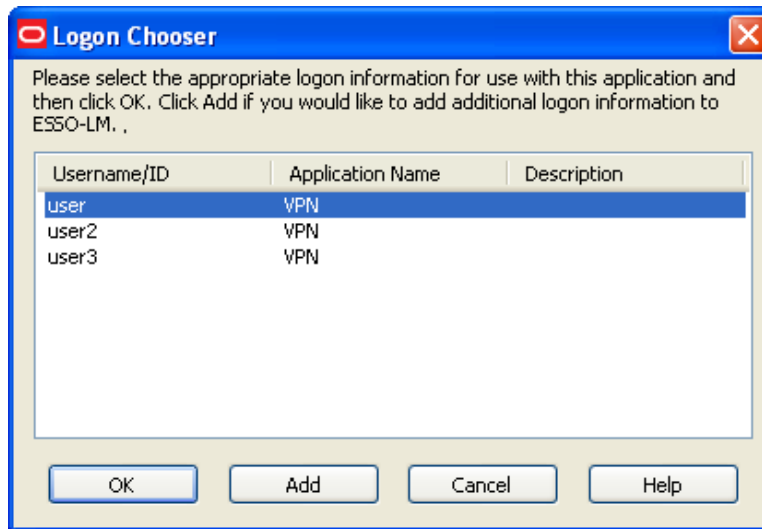 Logon Chooser
Please select the appropriate logon information for use with this application and
then click OK. Click Add if you would like to add additional logon information to
ESSO-LM. ,
Username/ID Application Name Description
user VPN
user2 VPN
user3 VPN
OK Add Cancel Help